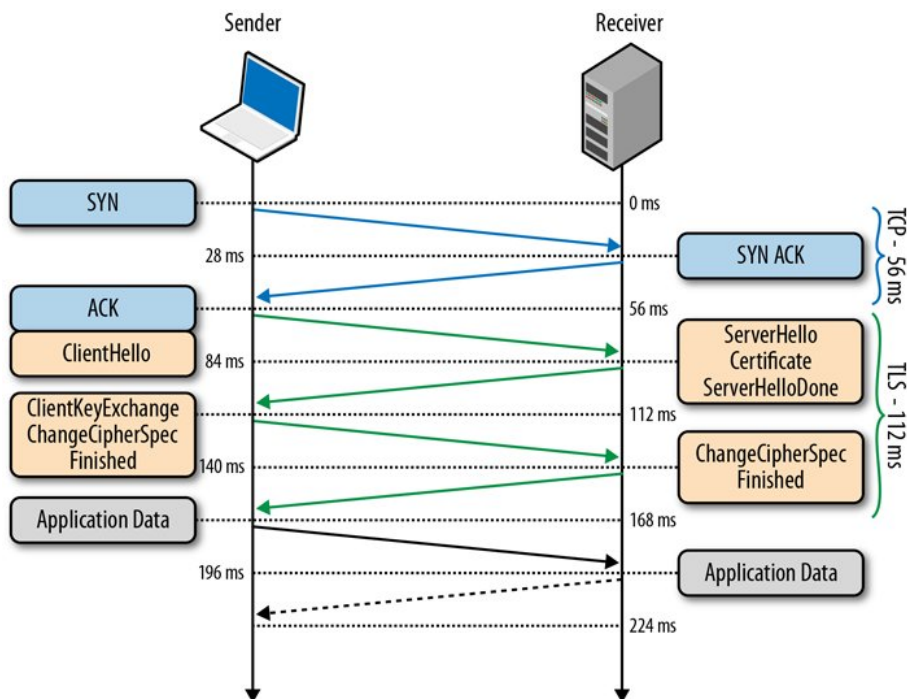 Sender
Receiver
SYN
0 ms
28 ms
SYN ACK
TCP - 56 ms
ACK
56 ms
ClientHello
84 ms
ServerHello
Certificate
ServerHelloDone
TLS - 112 ms
ClientKeyExchange
ChangeCipherSpec
Finished
112 ms
140 ms
ChangeCipherSpec
Finished
Application Data
168 ms
196 ms
Application Data
224 ms